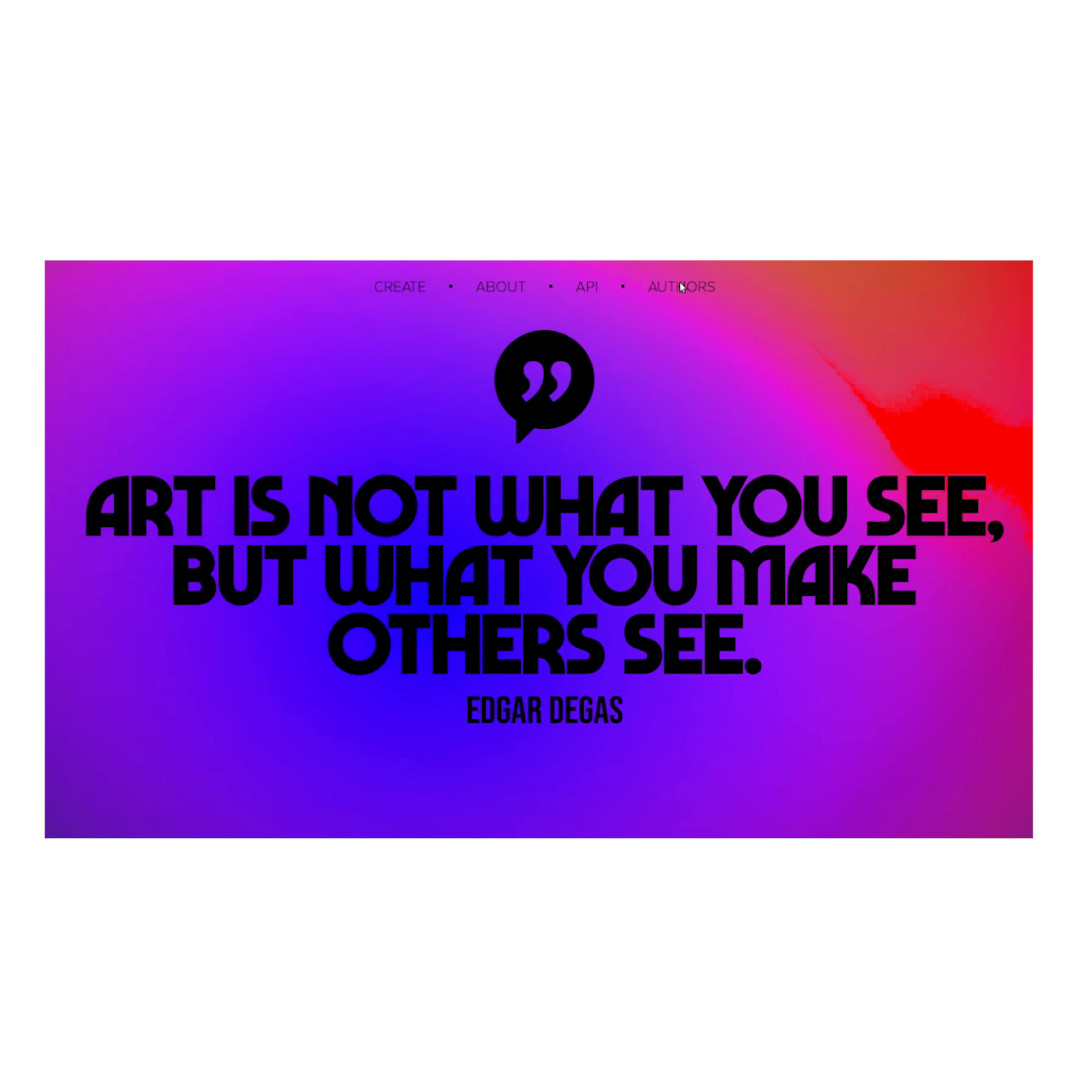 CREATE • ABOUT • API • AUTHORS
ART IS NOT WHAT YOU SEE,
BUT WHAT YOU MAKE
OTHERS SEE.
EDGAR DEGAS